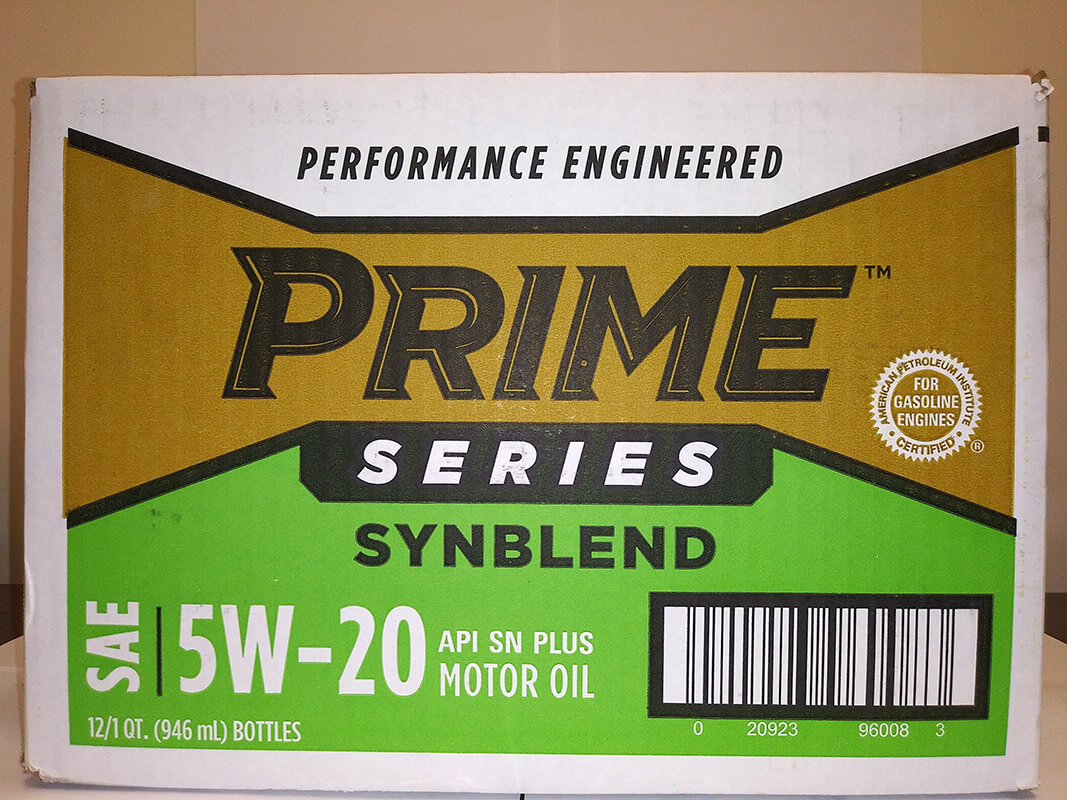 PERFORMANCE ENGINEERED
PRIME™
SERIES
SYNBLEND
AMERICAN PETROLEUM INSTITUTE
FOR
GASOLINE
ENGINES
CERTIFIED
®
SAE
5W-20
API SN PLUS
MOTOR OIL
12/1 QT. (946 mL) BOTTLES
0 20923 96008 3